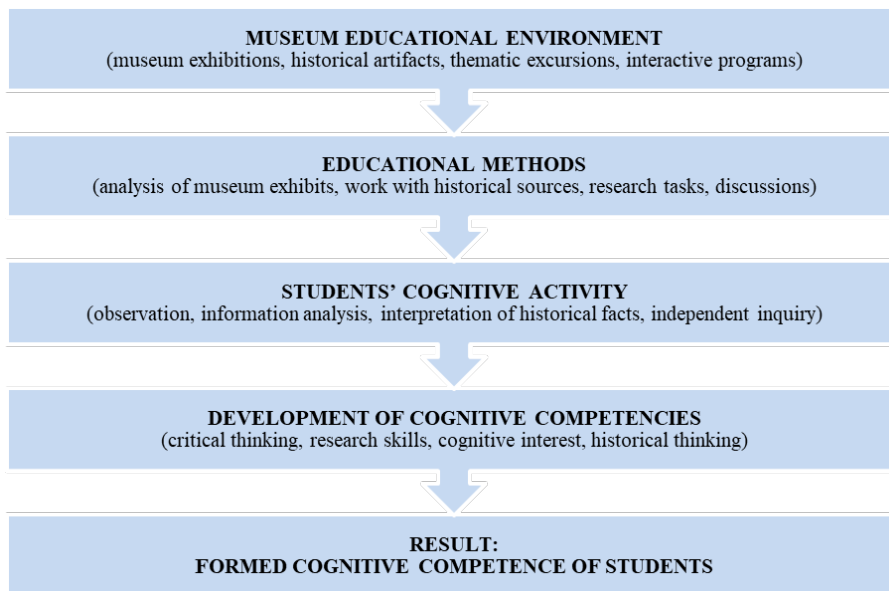 MUSEUM EDUCATIONAL ENVIRONMENT
(museum exhibitions, historical artifacts, thematic excursions, interactive programs)
EDUCATIONAL METHODS
(analysis of museum exhibits, work with historical sources, research tasks, discussions)
STUDENTS’ COGNITIVE ACTIVITY
(observation, information analysis, interpretation of historical facts, independent inquiry)
DEVELOPMENT OF COGNITIVE COMPETENCIES
(critical thinking, research skills, cognitive interest, historical thinking)
RESULT:
FORMED COGNITIVE COMPETENCE OF STUDENTS